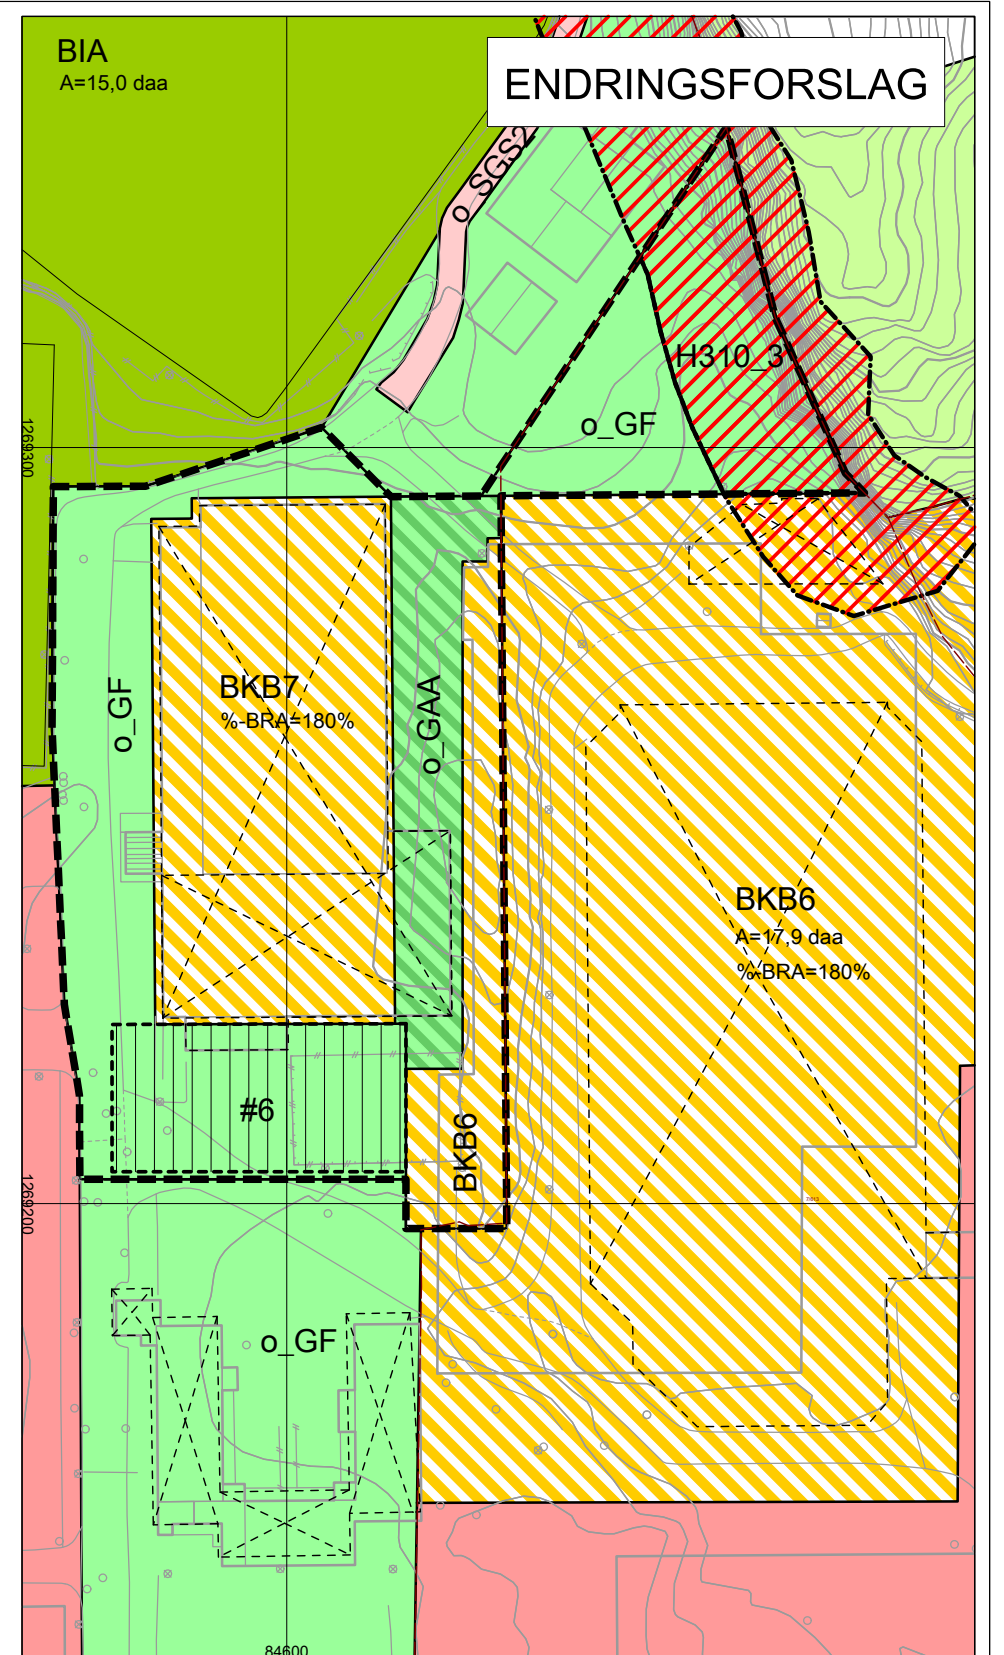 BIA
A=15,0 daa
ENDRINGSFORSLAG
o_SGS2
H310_3
o_GF
1269300
BKB7
%-BRA=180%
o_GF
o_GAA
BKB6
A=17,9 daa
%-BRA=180%
#6
BKB6
1269200
o_GF
84600